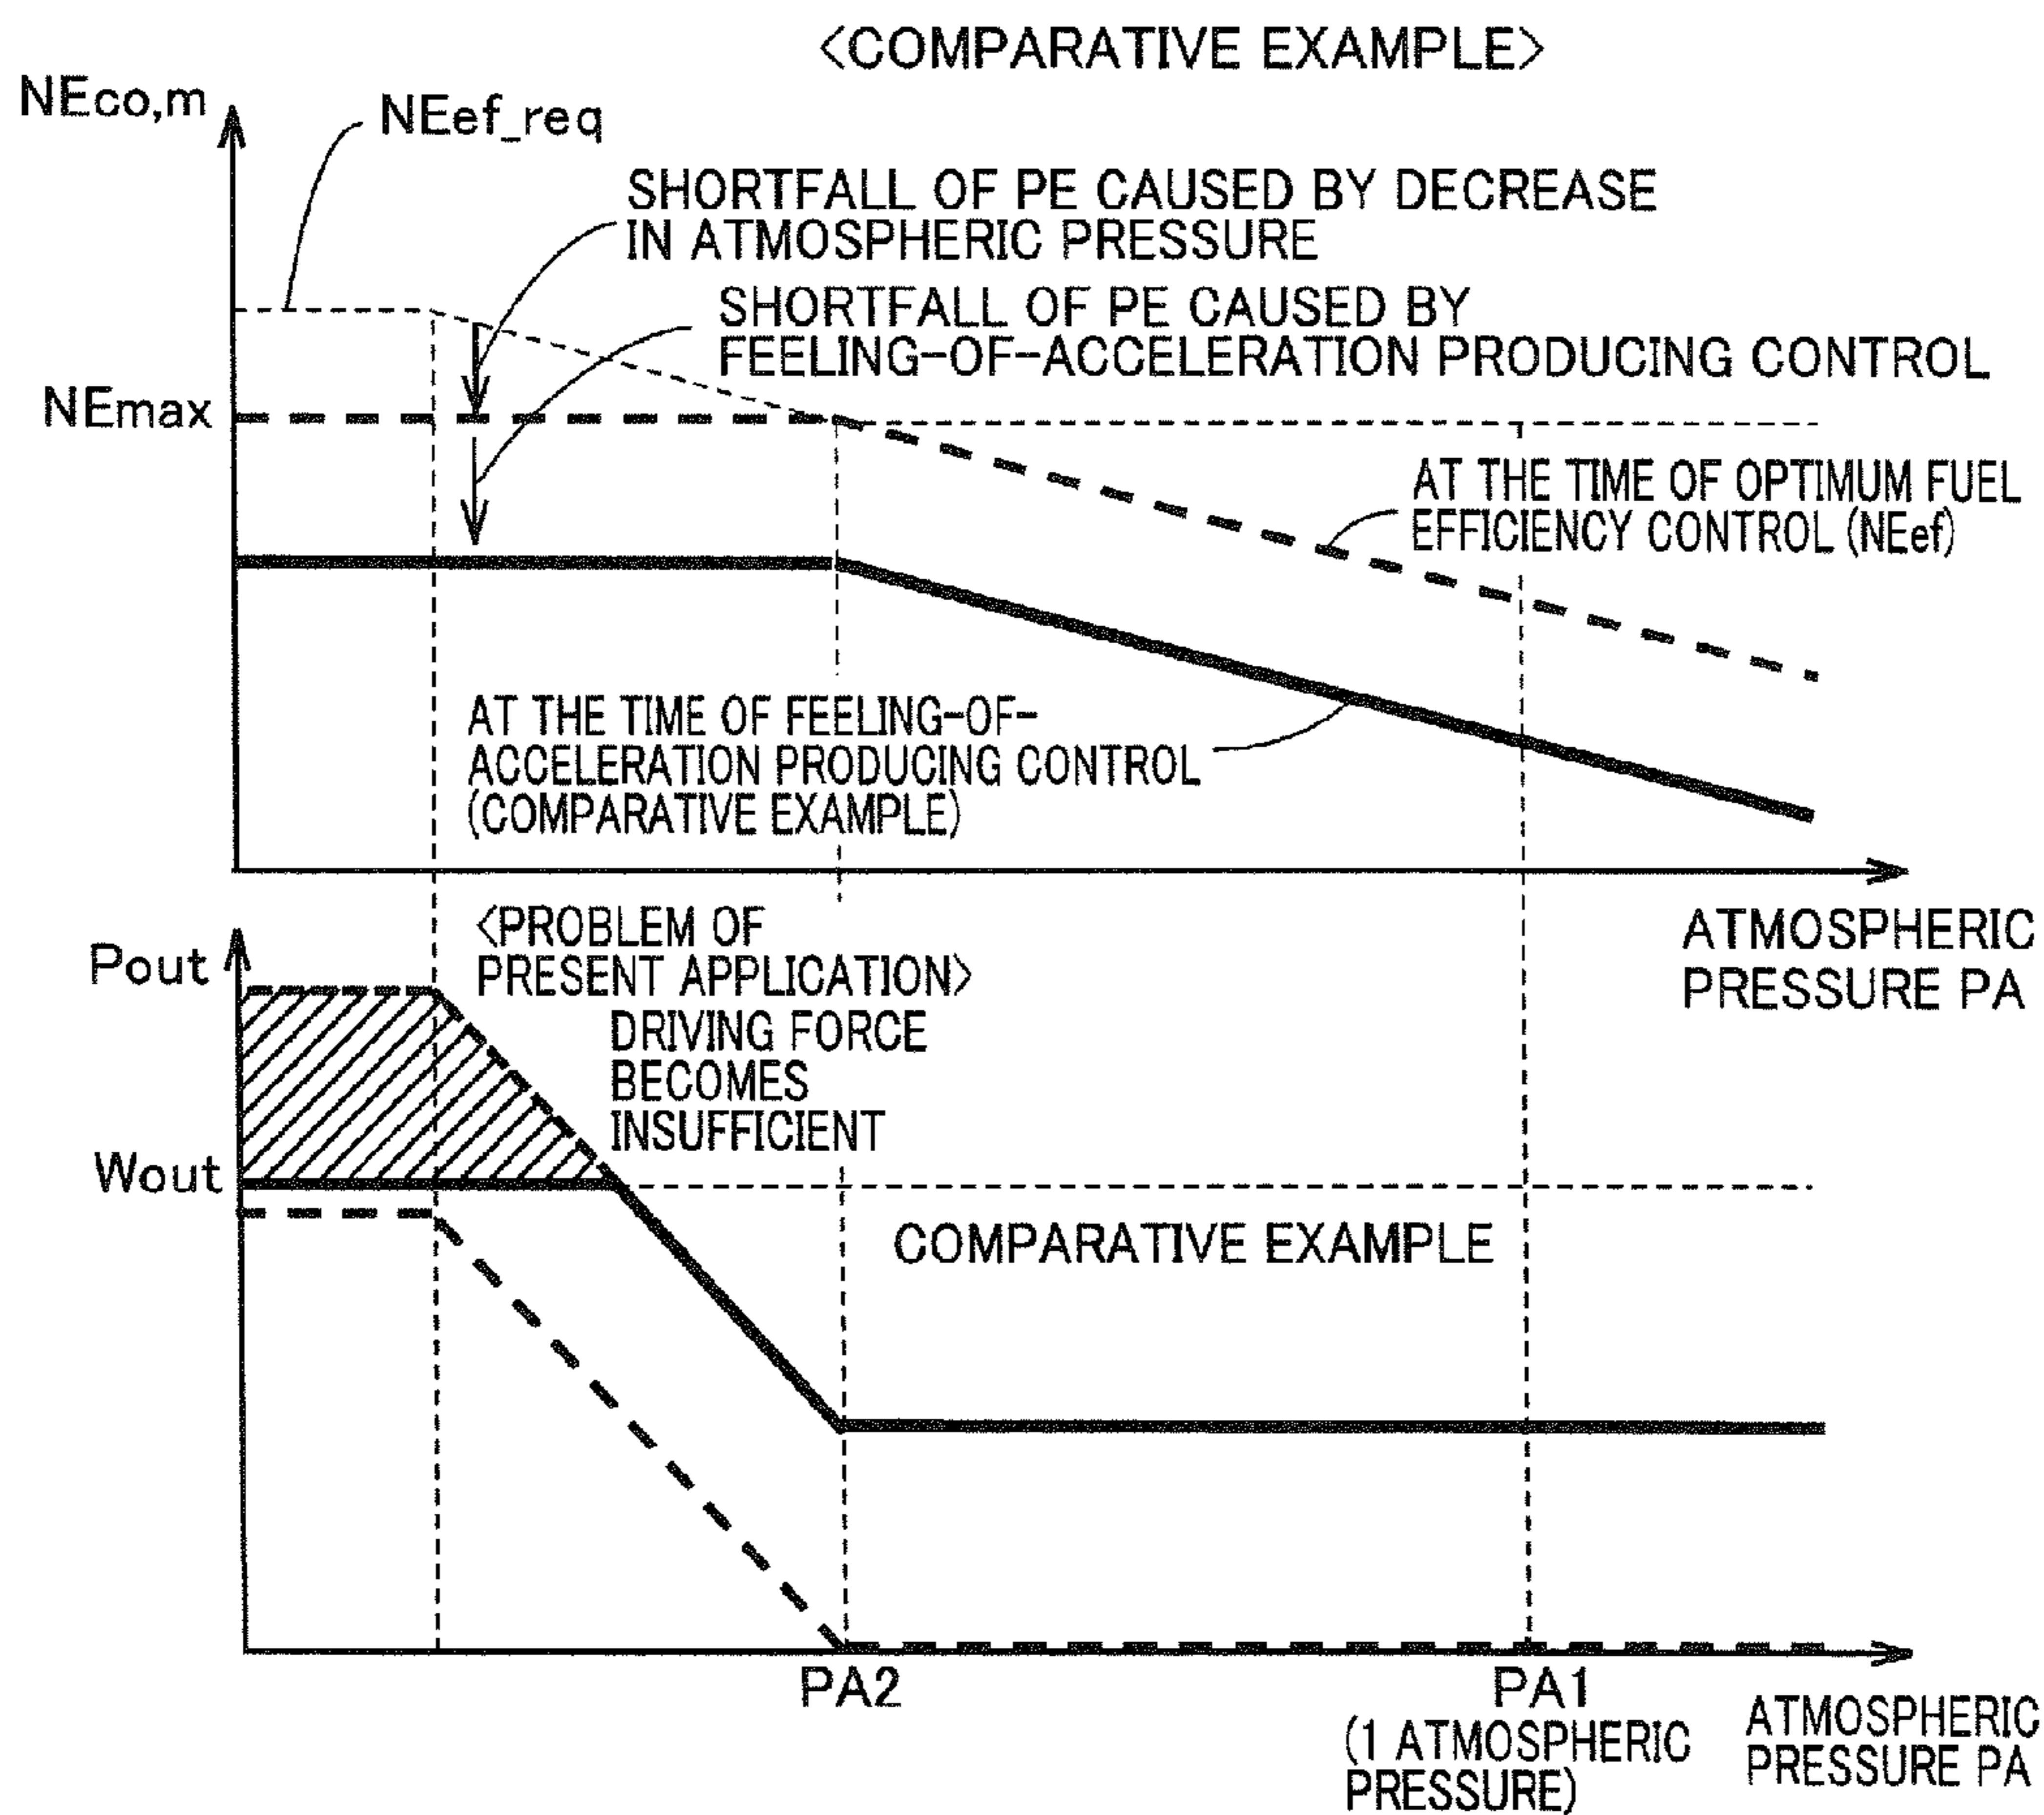 <COMPARATIVE EXAMPLE>
NEco,m
NEef_req
SHORTFALL OF PE CAUSED BY DECREASE
IN ATMOSPHERIC PRESSURE
SHORTFALL OF PE CAUSED BY
FEELING-OF-ACCELERATION PRODUCING CONTROL
NEmax
AT THE TIME OF OPTIMUM FUEL
EFFICIENCY CONTROL (NEef)
AT THE TIME OF FEELING-OF-
ACCELERATION PRODUCING CONTROL
(COMPARATIVE EXAMPLE)
ATMOSPHERIC
PRESSURE PA
Pout
<PROBLEM OF
PRESENT APPLICATION>
DRIVING FORCE
BECOMES
INSUFFICIENT
Wout
COMPARATIVE EXAMPLE
PA2
PA1
(1 ATMOSPHERIC
PRESSURE)
ATMOSPHERIC
PRESSURE PA